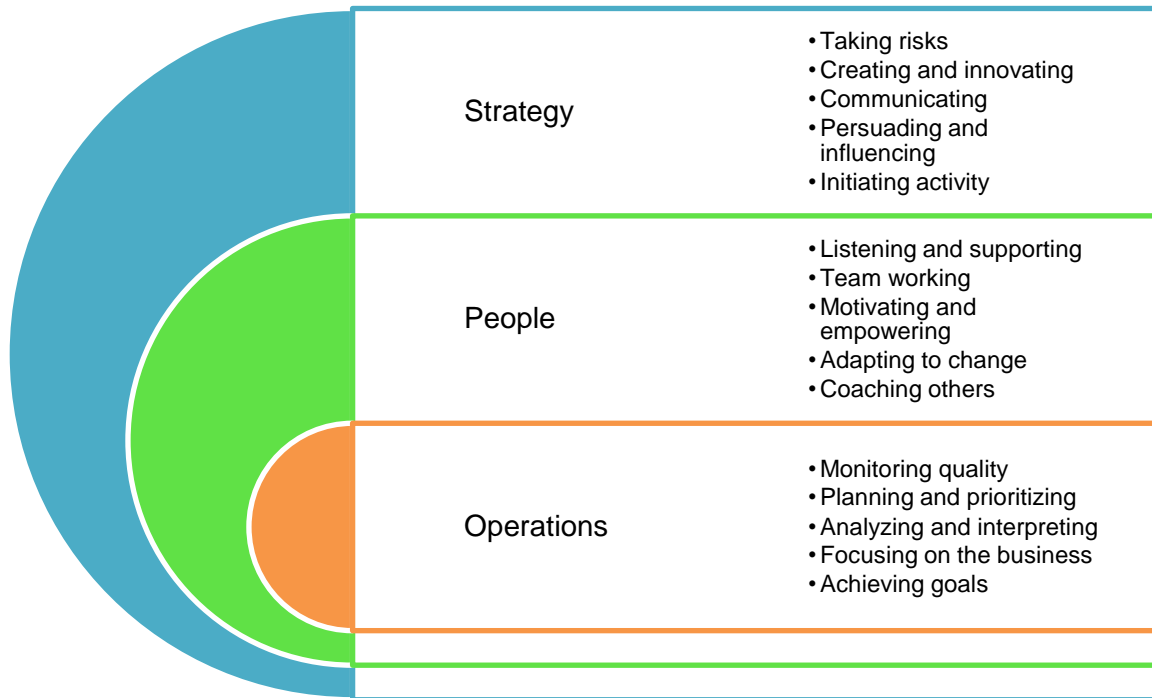 Strategy
• Taking risks
• Creating and innovating
• Communicating
• Persuading and
influencing
• Initiating activity
People
• Listening and supporting
• Team working
• Motivating and
empowering
• Adapting to change
• Coaching others
Operations
• Monitoring quality
• Planning and prioritizing
• Analyzing and interpreting
• Focusing on the business
• Achieving goals